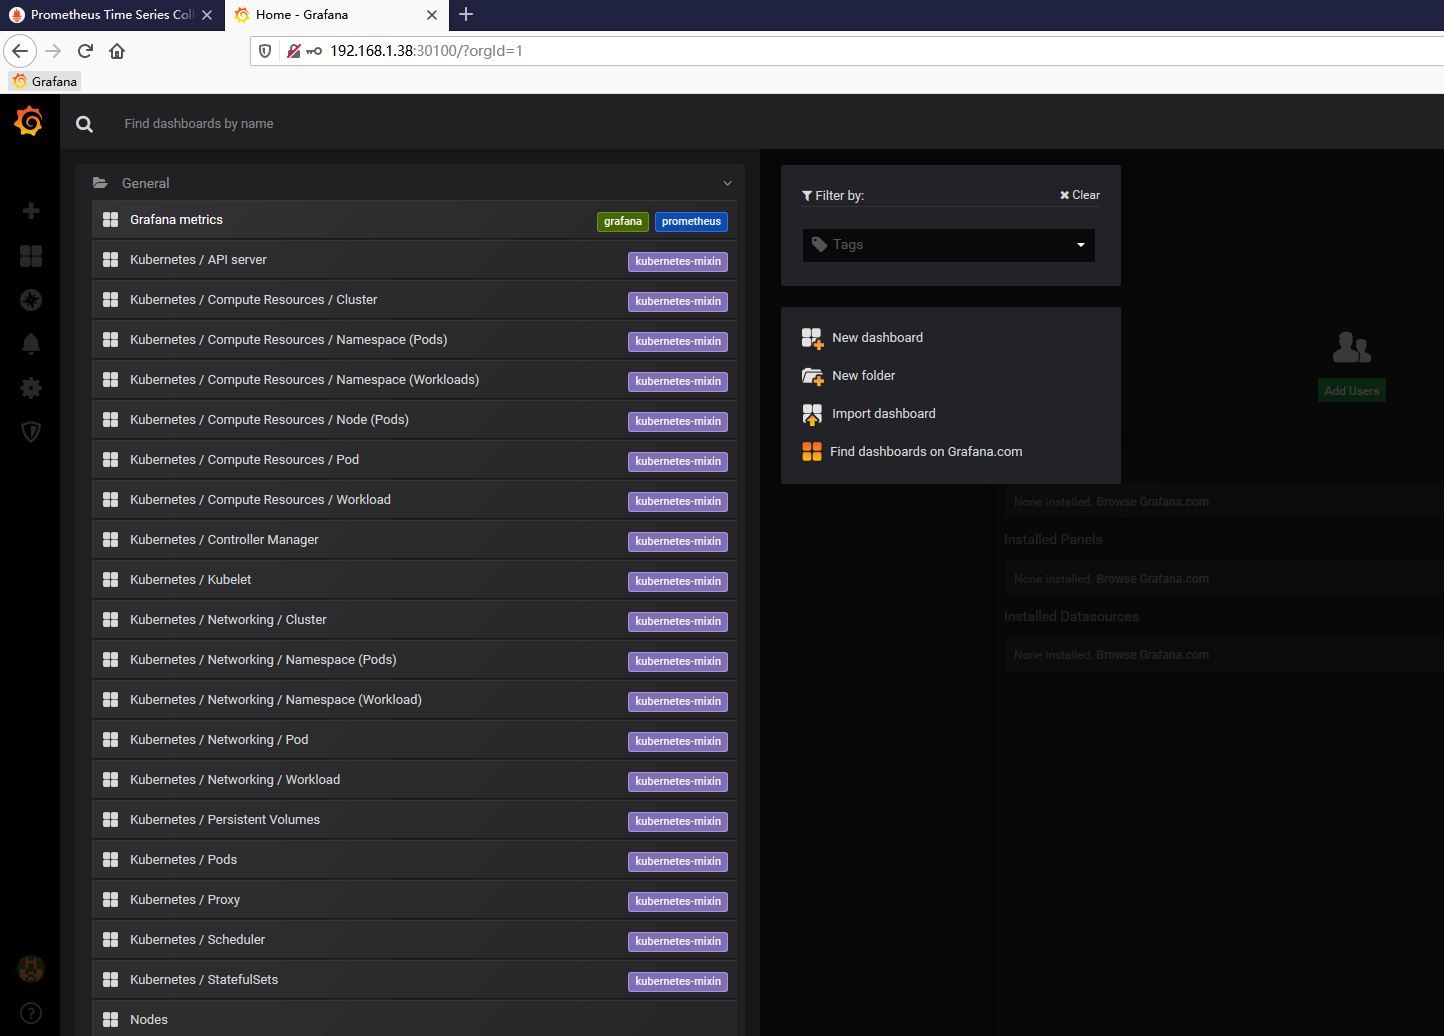 Prometheus Time Series Coll
Home - Grafana
192.168.1.38:30100/?orgId=1
Grafana
Find dashboards by name
General
Grafana metrics grafana prometheus
Kubernetes / API server kubernetes-mixin
Kubernetes / Compute Resources / Cluster kubernetes-mixin
Kubernetes / Compute Resources / Namespace (Pods) kubernetes-mixin
Kubernetes / Compute Resources / Namespace (Workloads) kubernetes-mixin
Kubernetes / Compute Resources / Node (Pods) kubernetes-mixin
Kubernetes / Compute Resources / Pod kubernetes-mixin
Kubernetes / Compute Resources / Workload kubernetes-mixin
Kubernetes / Controller Manager kubernetes-mixin
Kubernetes / Kubelet kubernetes-mixin
Kubernetes / Networking / Cluster kubernetes-mixin
Kubernetes / Networking / Namespace (Pods) kubernetes-mixin
Kubernetes / Networking / Namespace (Workload) kubernetes-mixin
Kubernetes / Networking / Pod kubernetes-mixin
Kubernetes / Networking / Workload kubernetes-mixin
Kubernetes / Persistent Volumes kubernetes-mixin
Kubernetes / Pods kubernetes-mixin
Kubernetes / Proxy kubernetes-mixin
Kubernetes / Scheduler kubernetes-mixin
Kubernetes / StatefulSets kubernetes-mixin
Nodes
Filter by: Clear
Tags
New dashboard
New folder
Import dashboard
Find dashboards on Grafana.com
Add Users
None installed. Browse Grafana.com
Installed Panels
None installed. Browse Grafana.com
Installed Datasources
None installed. Browse Grafana.com